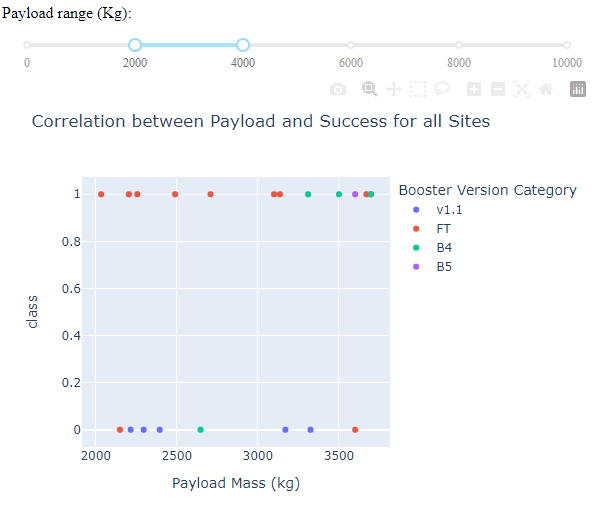 Payload range (Kg):
0 2000 4000 6000 8000 10000
Correlation between Payload and Success for all Sites
Booster Version Category
v1.1
FT
B4
B5
1
0.8
0.6
0.4
0.2
0
class
2000 2500 3000 3500
Payload Mass (kg)